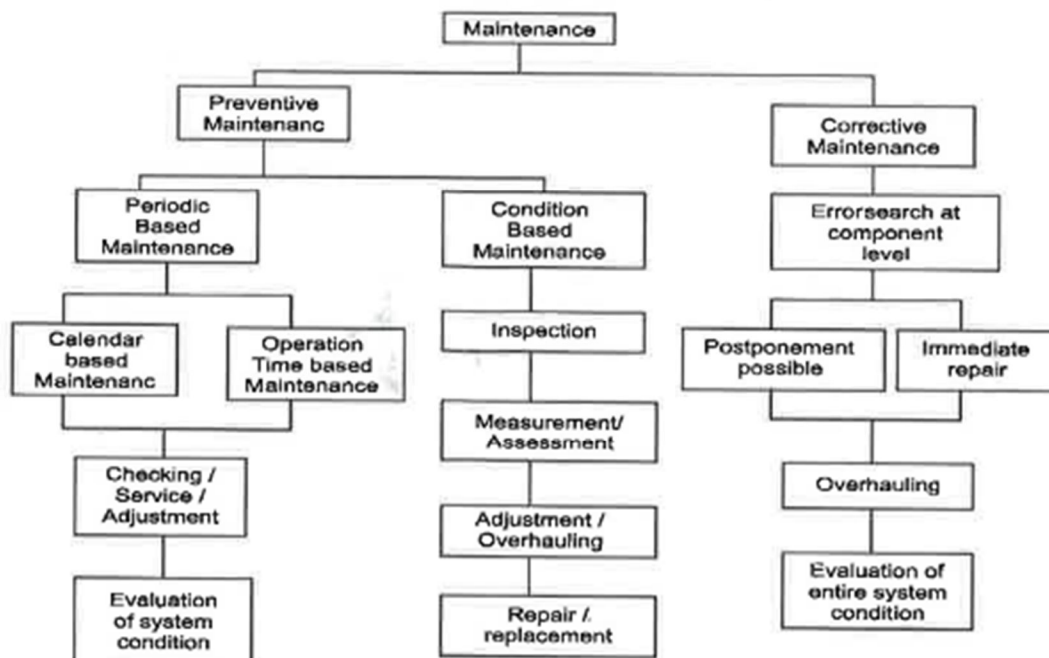 Maintenance
Preventive
Maintenanc
Corrective
Maintenance
Periodic
Based
Maintenance
Condition
Based
Maintenance
Errorsearch at
component
level
Calendar
based
Maintenanc
Operation
Time based
Maintenance
Inspection
Postponement
possible
Immediate
repair
Measurement/
Assessment
Checking /
Service /
Adjustment
Adjustment /
Overhauling
Overhauling
Evaluation
of system
condition
Repair /
replacement
Evaluation of
entire system
condition